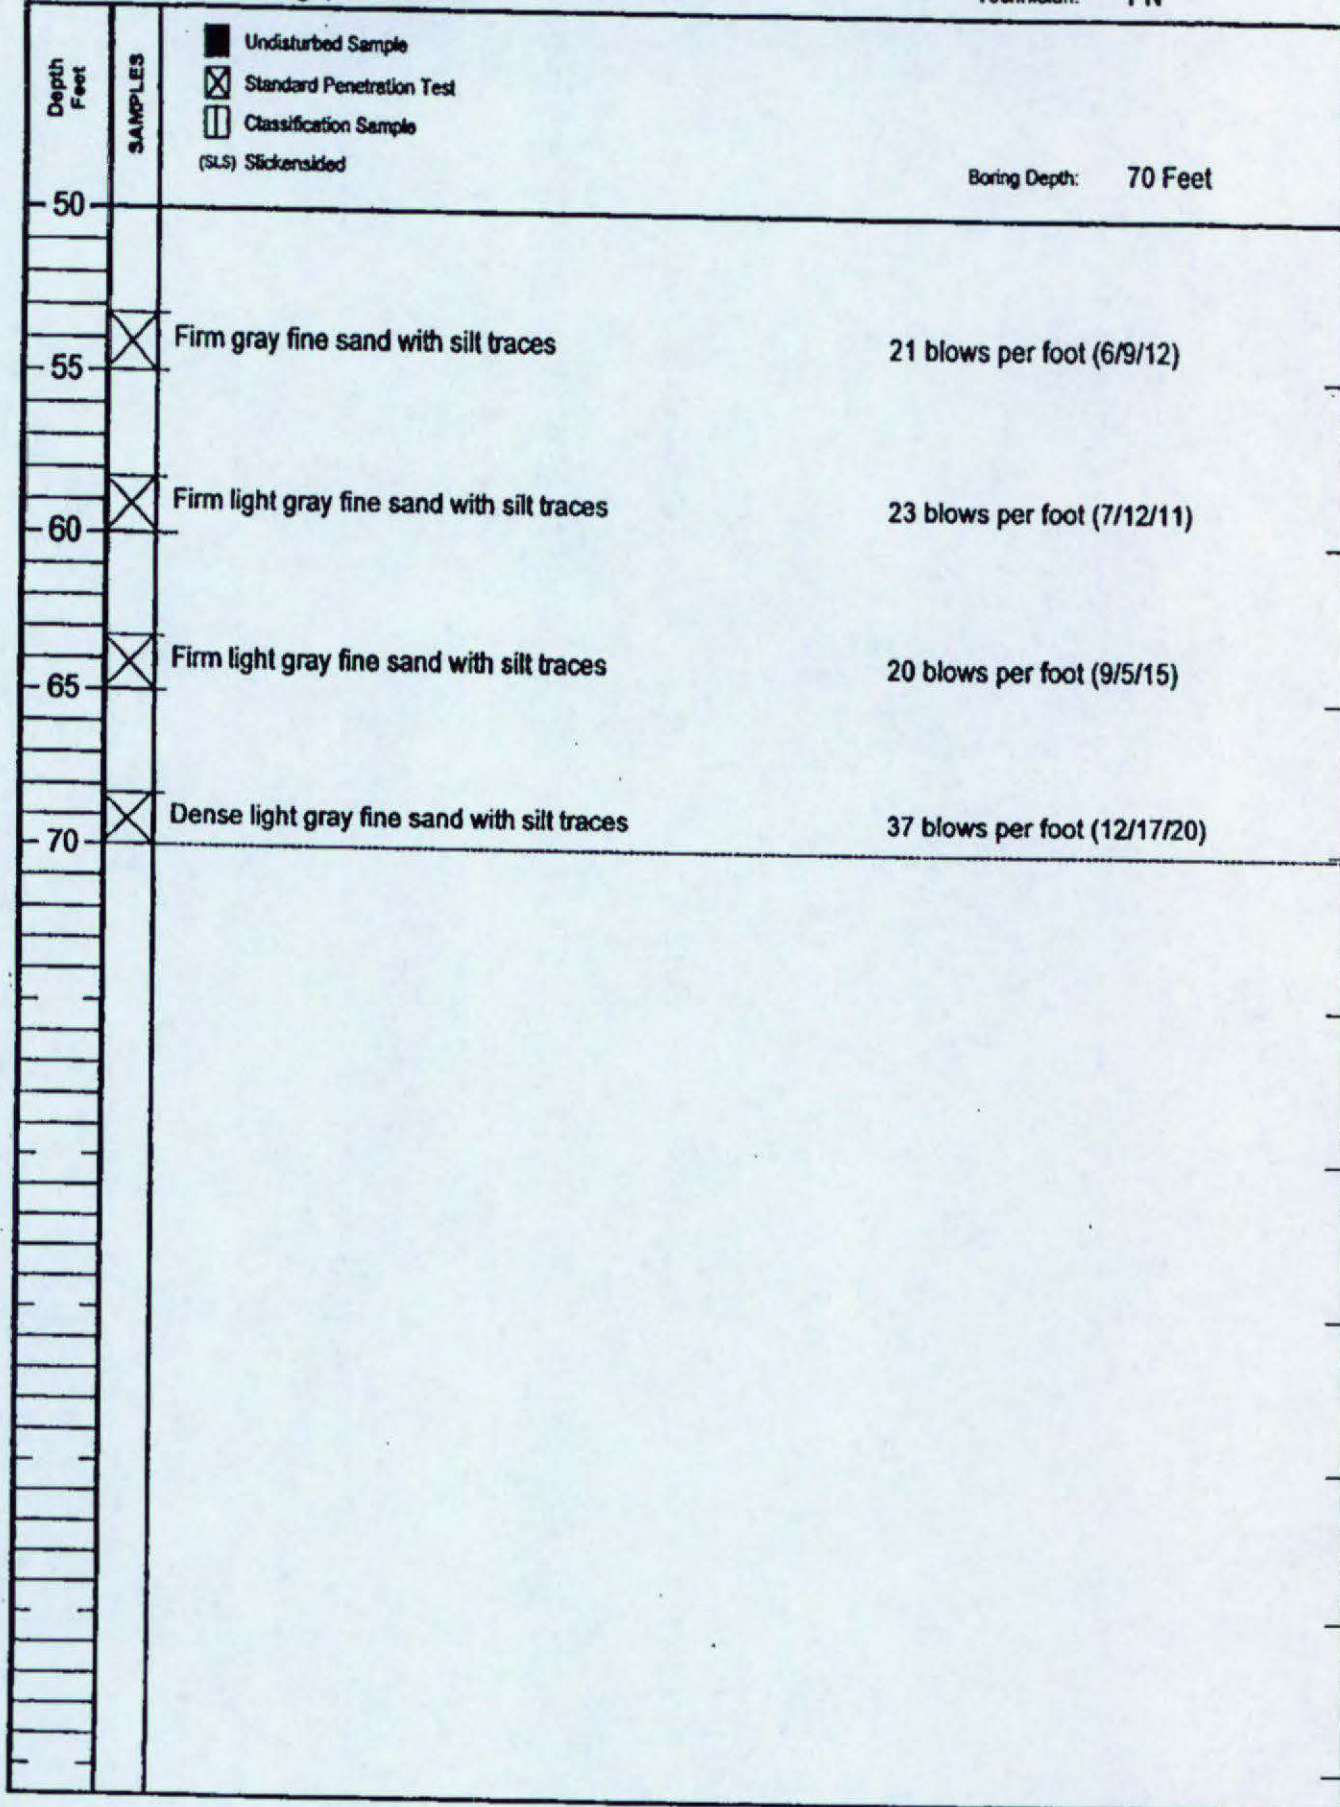 Depth Feet
SAMPLES
Undisturbed Sample
Standard Penetration Test
Classification Sample
(SLS) Slickensided
Boring Depth: 70 Feet
50
Firm gray fine sand with silt traces 21 blows per foot (6/9/12)
55
Firm light gray fine sand with silt traces 23 blows per foot (7/12/11)
60
Firm light gray fine sand with silt traces 20 blows per foot (9/5/15)
65
Dense light gray fine sand with silt traces 37 blows per foot (12/17/20)
70